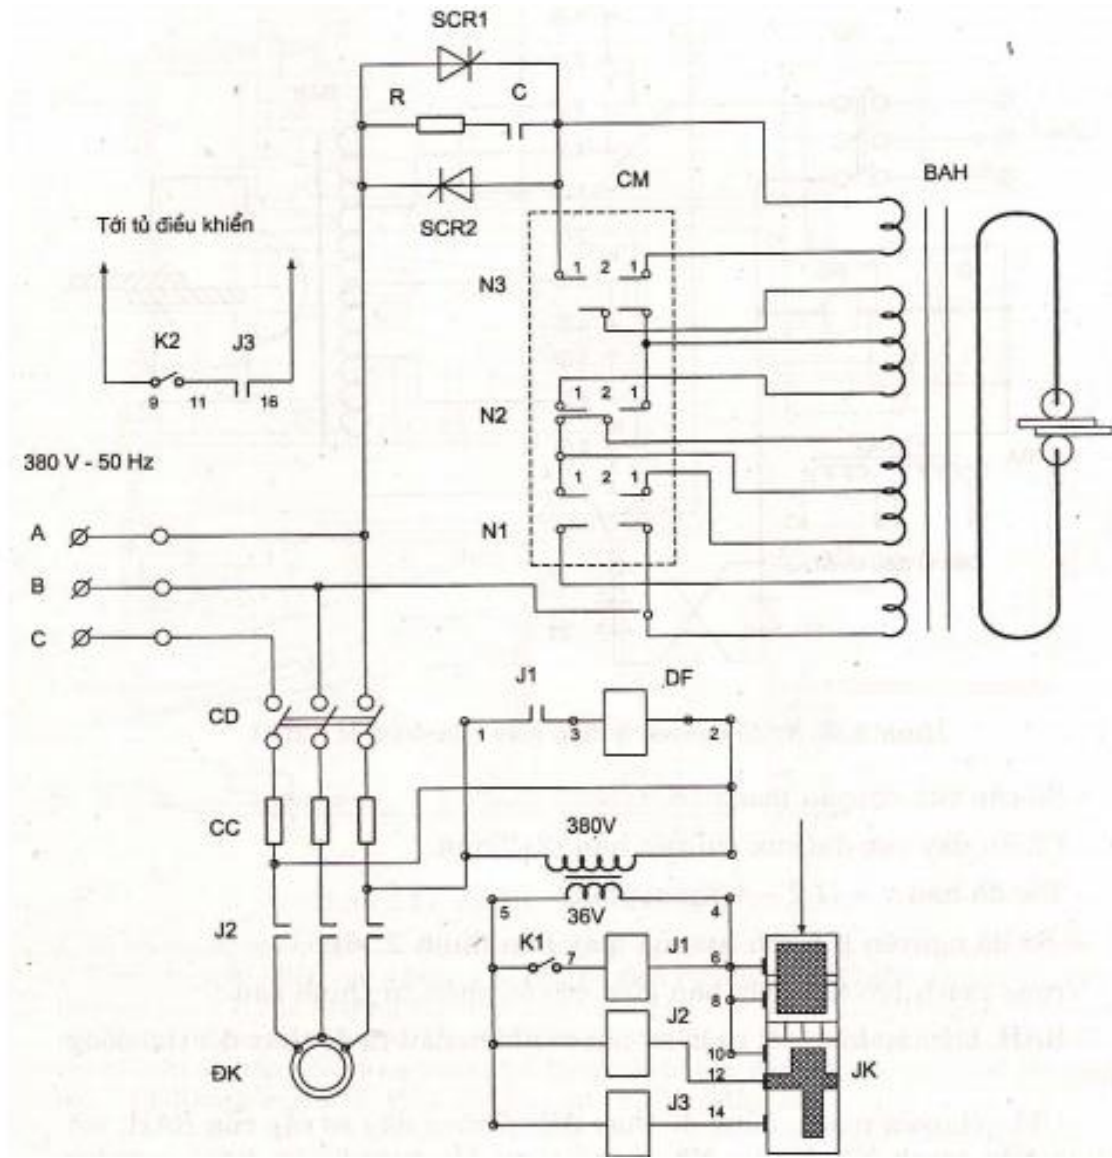 SCR1
R
C
SCR2
CM
BAH
Tới tủ điều khiển
K2
J3
9
11
16
N3
1 2 1
N2
1 2 1
N1
1 2 1
380 V - 50 Hz
A
B
C
CD
CC
J2
ĐK
J1
DF
1
3
2
380V
36V
5
4
K1
7
J1
6
8
J2
10
12
J3
14
JK